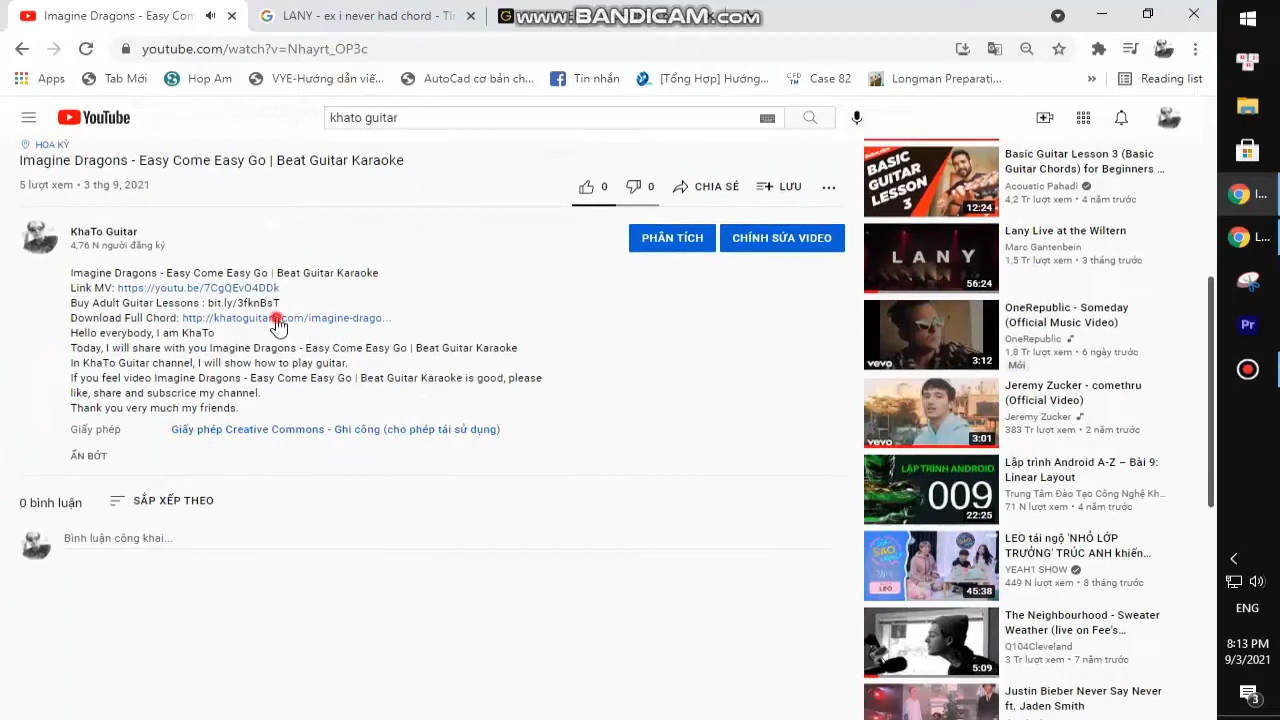 Imagine Dragons - Easy Com
LANY - ex i never had chord - Ti
www.BANDICAM.com
youtube.com/watch?v=Nhayrt_OP3c
Apps
Tab Mới
Hop Am
VYE-Hướng dẫn viế...
AutoCad cơ bản ch...
Tin nhắn
[Tổng Hợp] Hướng...
Case 82
Longman Preparati...
»
Reading list
YouTube
khato guitar
HOA KỲ
Imagine Dragons - Easy Come Easy Go | Beat Guitar Karaoke
5 lượt xem • 3 thg 9, 2021
0
0
CHIA SẺ
LƯU
KhaTo Guitar
4,76 N người đăng ký
PHÂN TÍCH
CHỈNH SỬA VIDEO
Imagine Dragons - Easy Come Easy Go | Beat Guitar Karaoke
Link MV: https://youtu.be/7CgQEvO4DDk
Buy Adult Guitar Lessons : bit.ly/3fknBsT
Download Full Chord: http://khatoguitar.com/imagine-drago...
Hello everybody, I am KhaTo
Today, I will share with you Imagine Dragons - Easy Come Easy Go | Beat Guitar Karaoke
In KhaTo Guitar channel, I will show how to play guitar.
If you feel video Imagine Dragons - Easy Come Easy Go | Beat Guitar Karaoke is good, please
like, share and subscrice my channel.
Thank you very much my friends.
Giấy phép
Giấy phép Creative Commons - Ghi công (cho phép tái sử dụng)
ẨN BỚT
0 bình luận
SẮP XẾP THEO
Bình luận công khai...
BASIC
GUITAR
LESSON
3
12:24
Basic Guitar Lesson 3 (Basic
Guitar Chords) for Beginners ...
Acoustic Pahadi
4,2 Tr lượt xem • 4 năm trước
LANY
56:24
Lany Live at the Wiltern
Marc Gantenbein
1,5 Tr lượt xem • 3 tháng trước
vevo
3:12
OneRepublic - Someday
(Official Music Video)
OneRepublic
1,8 Tr lượt xem • 6 ngày trước
Mới
vevo
3:01
Jeremy Zucker - comethru
(Official Video)
Jeremy Zucker
383 Tr lượt xem • 2 năm trước
LẬP TRÌNH ANDROID
009
22:25
Lập trình Android A-Z – Bài 9:
Linear Layout
Trung Tâm Đào Tạo Công Nghệ Kh...
71 N lượt xem • 4 năm trước
SAO
LEO
45:38
LEO tái ngộ 'NHỎ LỚP
TRƯỞNG' TRÚC ANH khiến...
YEAH1 SHOW
449 N lượt xem • 8 tháng trước
5:09
The Neighbourhood - Sweater
Weather (live on Fee's...
Q104Cleveland
3 Tr lượt xem • 7 năm trước
Justin Bieber Never Say Never
ft. Jaden Smith
I...
L...
Pr
ENG
8:13 PM
9/3/2021
3